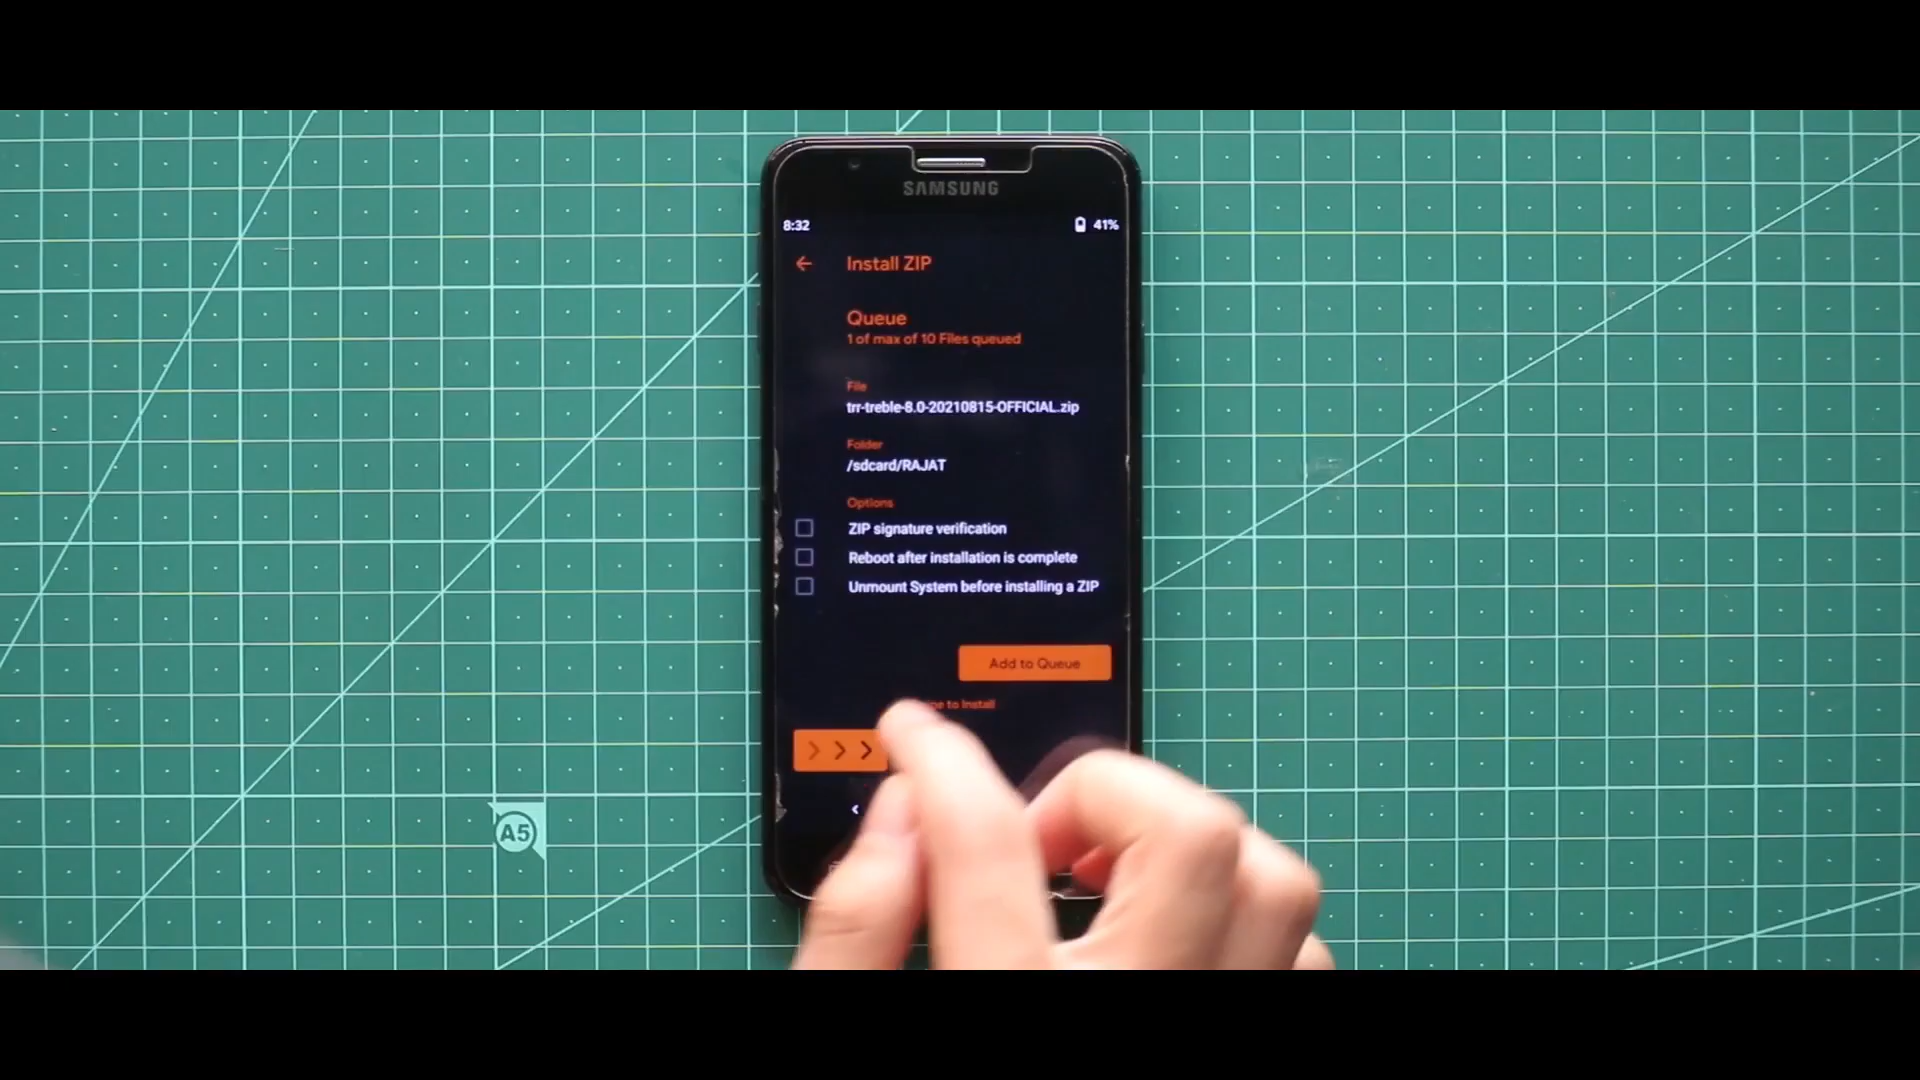 SAMSUNG
8:32
41%
Install ZIP
Queue
1 of max of 10 Files queued
File
trr-treble-8.0-20210815-OFFICIAL.zip
Folder
/sdcard/RAJAT
Options
ZIP signature verification
Reboot after installation is complete
Unmount System before installing a ZIP
Add to Queue
to Install
A5